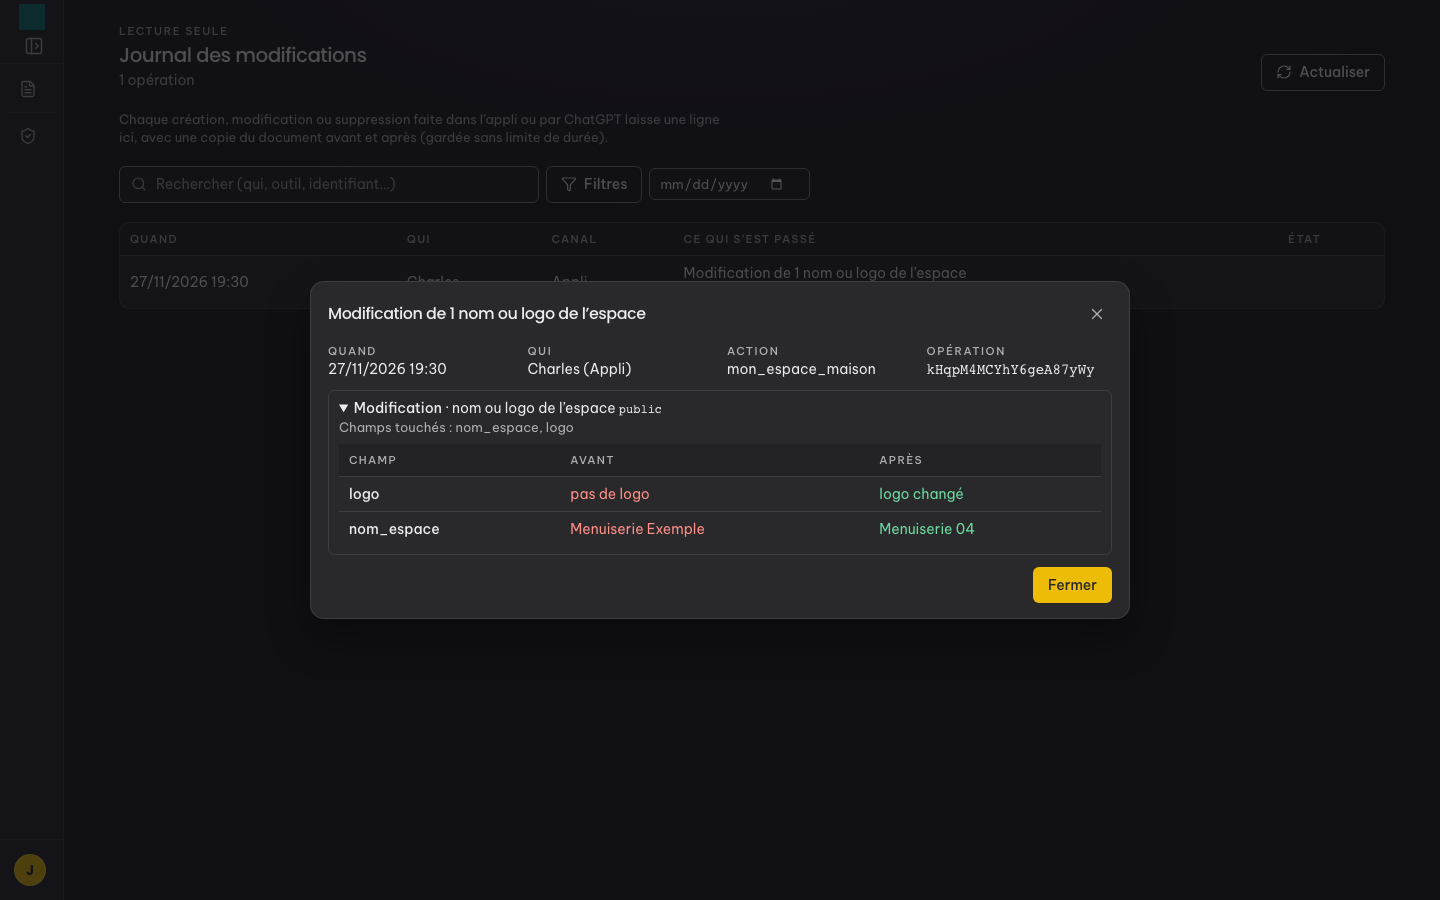 LECTURE SEULE
Journal des modifications
1 opération
Actualiser
Chaque création, modification ou suppression faite dans l'appli ou par ChatGPT laisse une ligne
ici, avec une copie du document avant et après (gardée sans limite de durée).
Rechercher (qui, outil, identifiant...)
Filtres
mm/dd/yyyy
QUAND QUI CANAL CE QUI S'EST PASSÉ ÉTAT
27/11/2026 19:30 Charles Appli Modification de 1 nom ou logo de l'espace
Modification de 1 nom ou logo de l'espace
QUAND QUI ACTION OPÉRATION
27/11/2026 19:30 Charles (Appli) mon_espace_maison kHqpM4MCYhY6geA87yWy
▼ Modification · nom ou logo de l'espace public
Champs touchés : nom_espace, logo
CHAMP AVANT APRÈS
logo pas de logo logo changé
nom_espace Menuiserie Exemple Menuiserie 04
Fermer
J